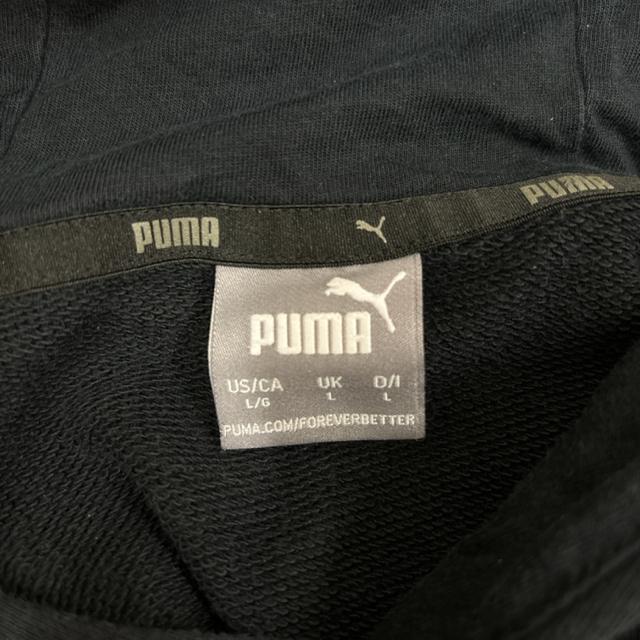 PUMA PUMA
PUMA
US/CA UK D/I
L/G L L
PUMA.COM/FOREVERBETTER